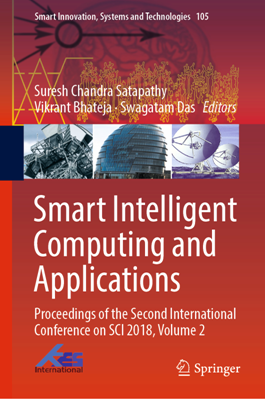 Smart Innovation, Systems and Technologies 105
Suresh Chandra Satapathy
Vikrant Bhateja · Swagatam Das Editors
Smart Intelligent
Computing and
Applications
Proceedings of the Second International
Conference on SCI 2018, Volume 2
KES
International
Springer